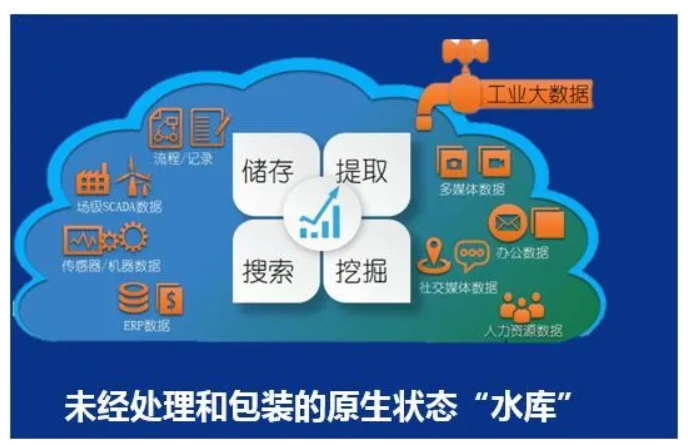 工业大数据
流程/记录
储存
提取
多媒体数据
场级SCADA数据
办公数据
传感器/机器数据
搜索
挖掘
社交媒体数据
ERP数据
人力资源数据
未经处理和包装的原生状态“水库”